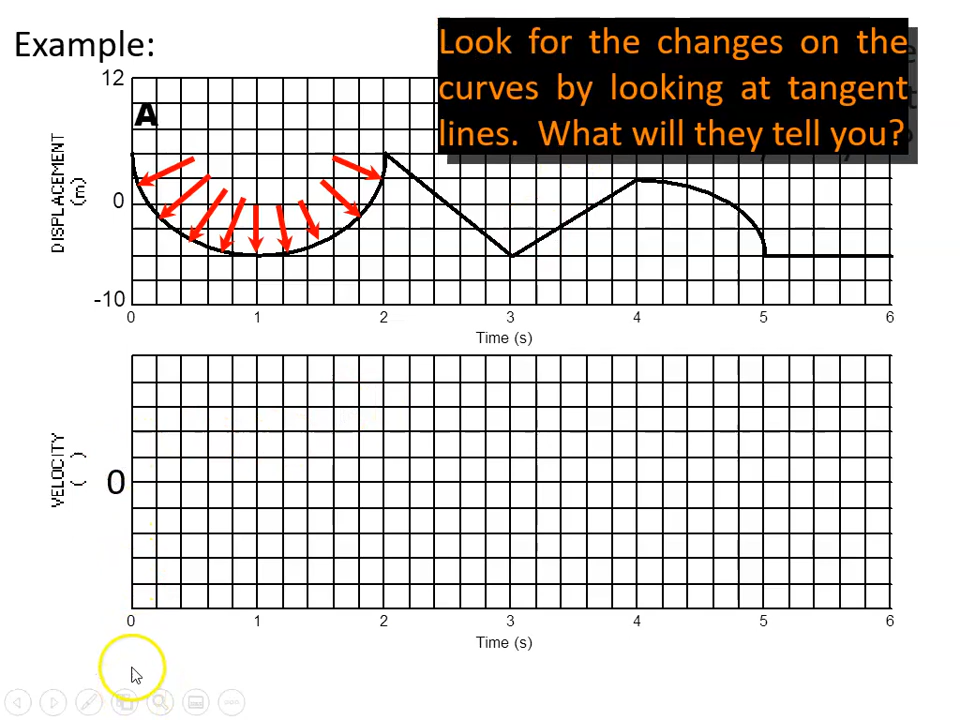 Example:
Look for the changes on the
curves by looking at tangent
lines. What will they tell you?
12
A
0
-10
DISPLACEMENT
(m)
0 1 2 3 4 5 6
Time (s)
VELOCITY
( )
0
0 1 2 3 4 5 6
Time (s)